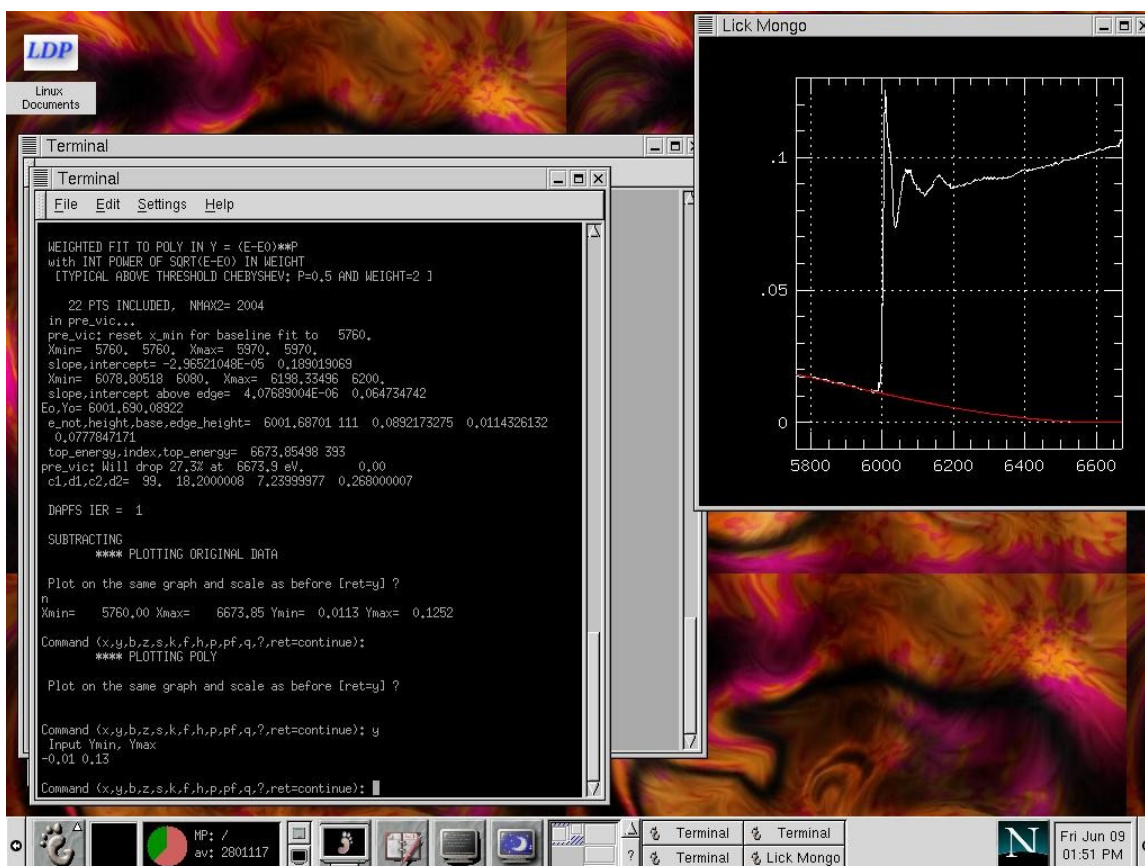 LDP
Linux
Documents
Terminal
Terminal
File Edit Settings Help
WEIGHTED FIT TO POLY IN Y = (E-E0)**P
with INT POWER OF SQRT(E-E0) IN WEIGHT
[TYPICAL ABOVE THRESHOLD CHEBYSHEV: P=0.5 AND WEIGHT=2 ]
22 PTS INCLUDED, NMAX2= 2004
in pre_vic...
pre_vic: reset x_min for baseline fit to 5760.
Xmin= 5760. 5760. Xmax= 5970. 5970.
slope,intercept= -2.96521048E-05 0.189019069
Xmin= 6078.80518 6080. Xmax= 6198.33496 6200.
slope,intercept above edge= 4.07689004E-06 0.064734742
Eo,Yo= 6001.690.08922
e_not,height,base,edge_height= 6001.68701 111 0.0892173275 0.0114326132
0.0777847171
top_energy,index,top_energy= 6673.85498 393
pre_vic: Will drop 27.3% at 6673.9 eV. 0.00
c1,d1,c2,d2= 99. 18.2000008 7.23999977 0.268000007
DAPFS IER = 1
SUBTRACTING
**** PLOTTING ORIGINAL DATA
Plot on the same graph and scale as before [ret=y] ?
n
Xmin= 5760.00 Xmax= 6673.85 Ymin= 0.0113 Ymax= 0.1252
Command (x,y,b,z,s,k,f,h,p,pf,q,?,ret=continue):
**** PLOTTING POLY
Plot on the same graph and scale as before [ret=y] ?
Command (x,y,b,z,s,k,f,h,p,pf,q,?,ret=continue): y
Input Ymin, Ymax
-0.01 0.13
Command (x,y,b,z,s,k,f,h,p,pf,q,?,ret=continue):
Lick Mongo
.1
.05
0
5800 6000 6200 6400 6600
MP: /
av: 2801117
?
Terminal Terminal
Terminal Lick Mongo
N
Fri Jun 09
01:51 PM